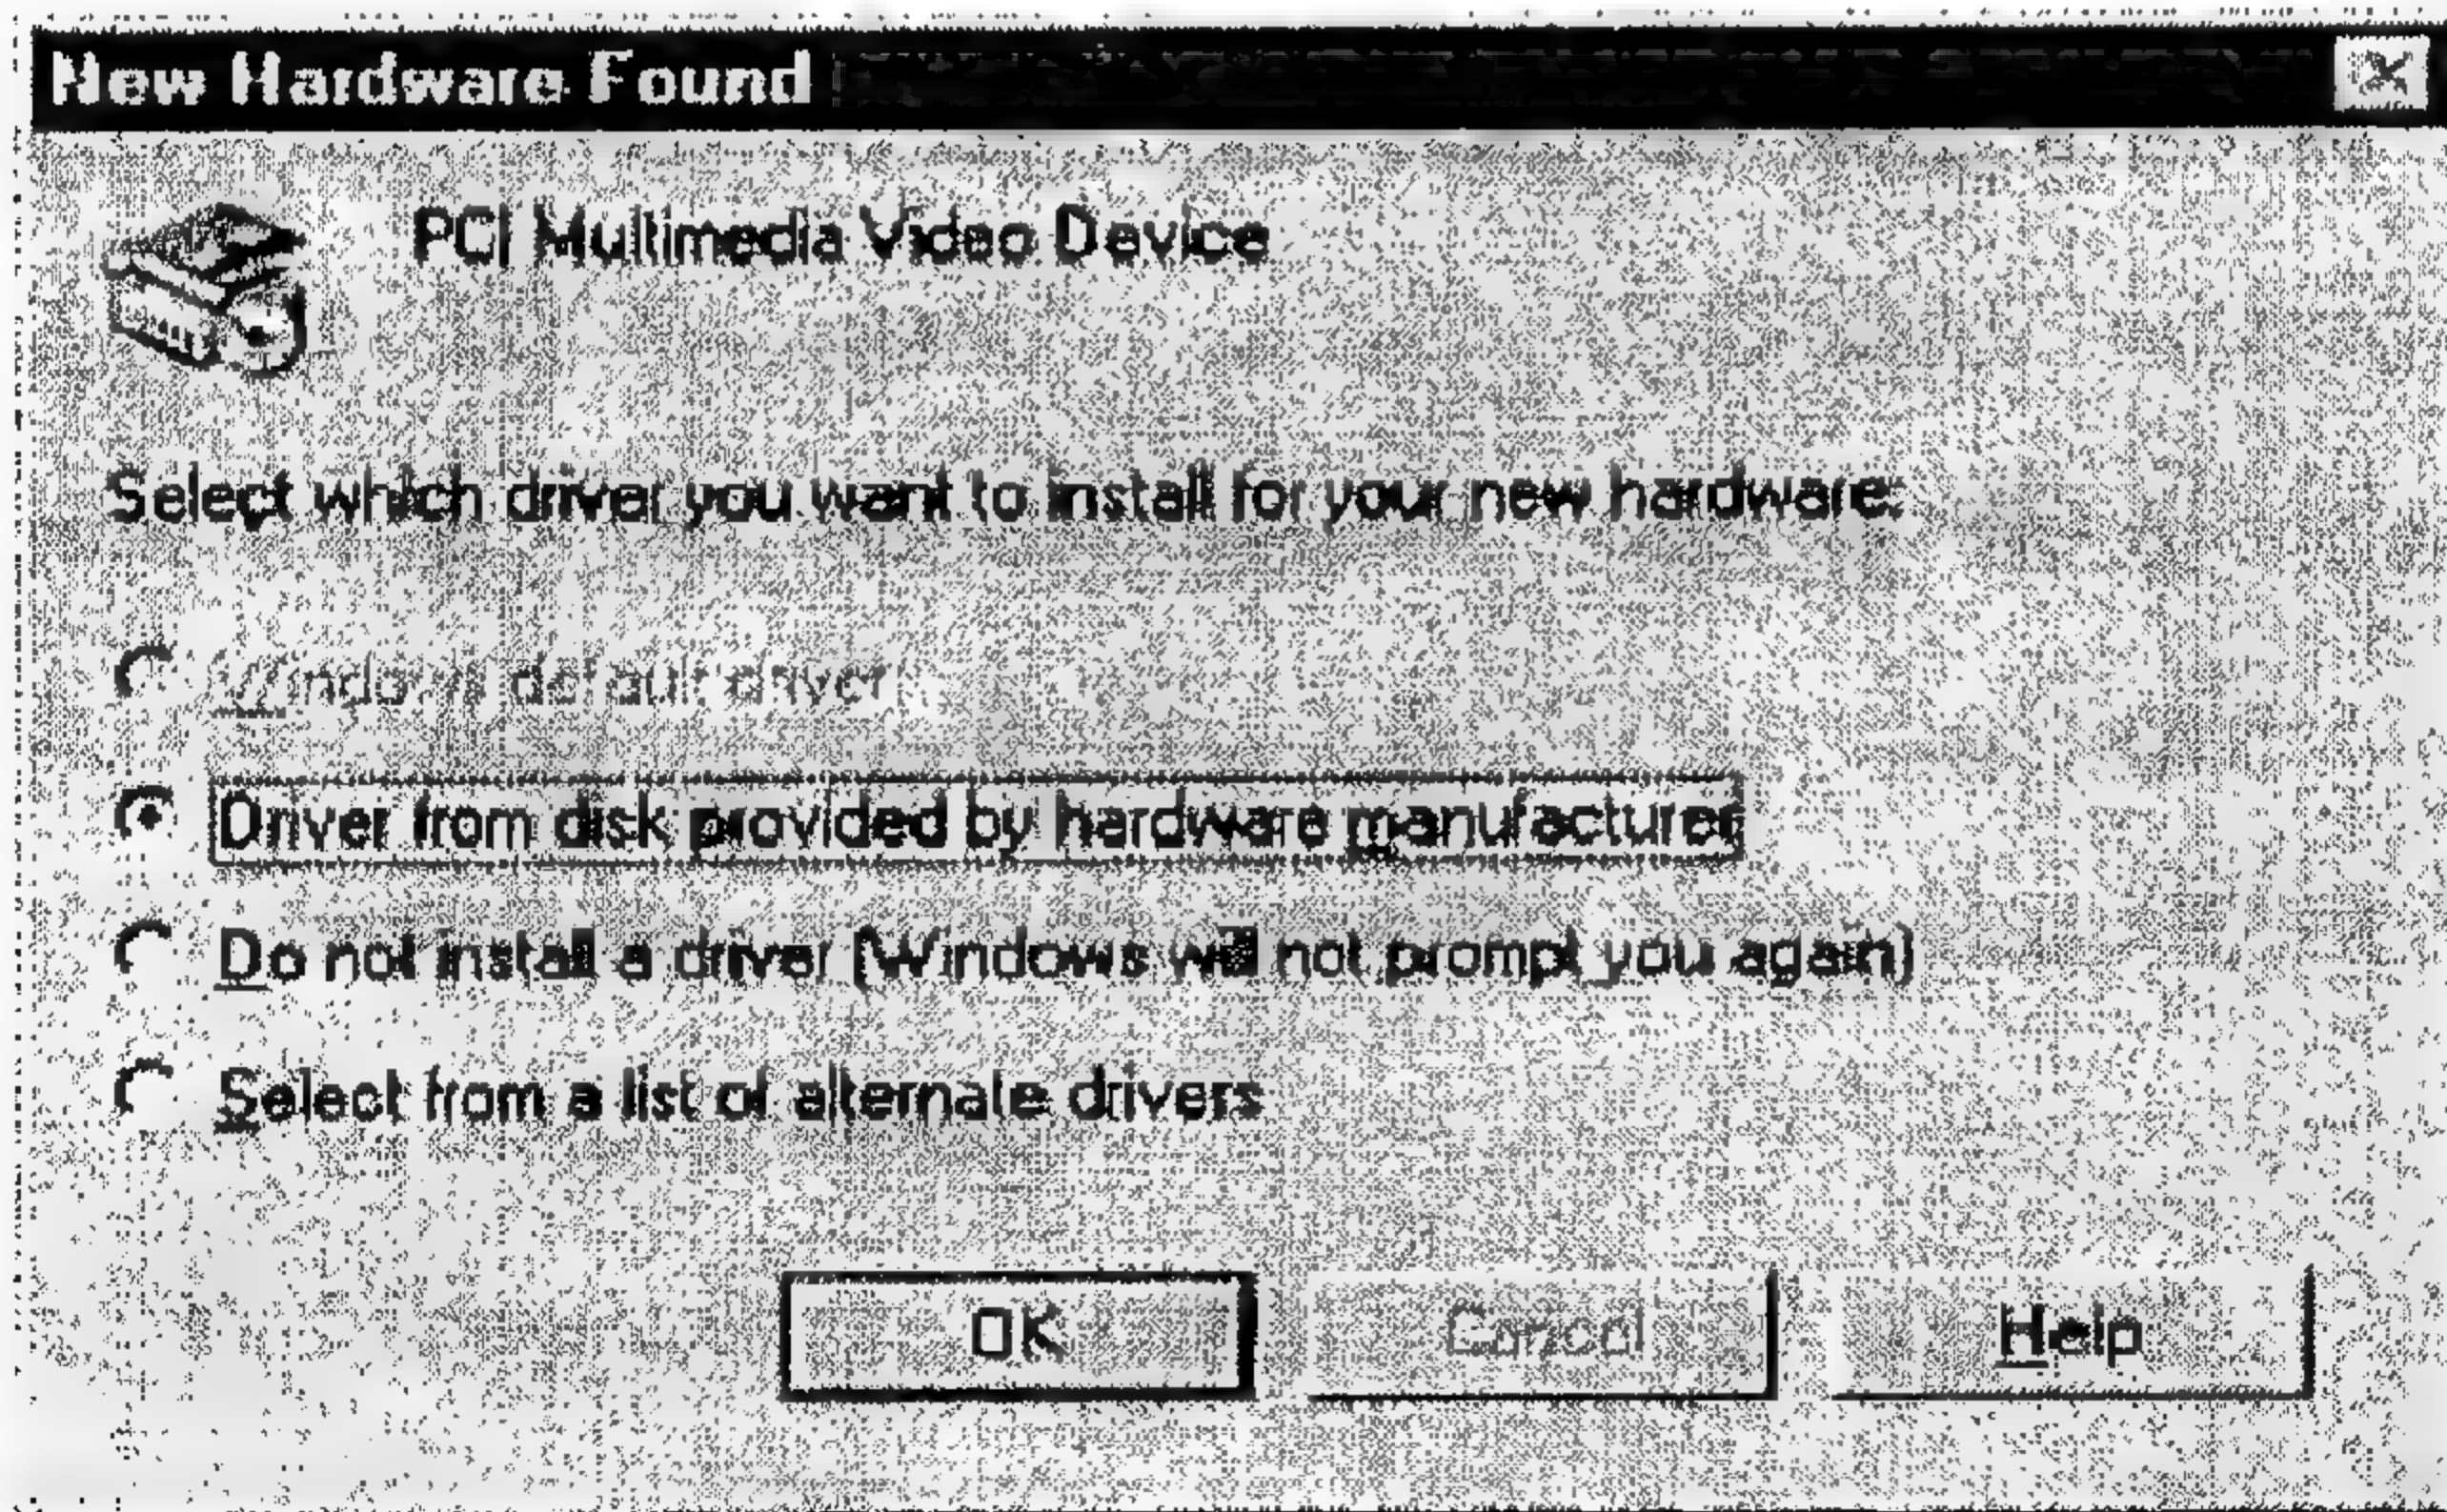 New Hardware Found
PCI Multimedia Video Device
Select which driver you want to install for your new hardware:
Windows default driver
Driver from disk provided by hardware manufacturer
Do not install a driver (Windows will not prompt you again)
Select from a list of alternate drivers
OK Cancel Help